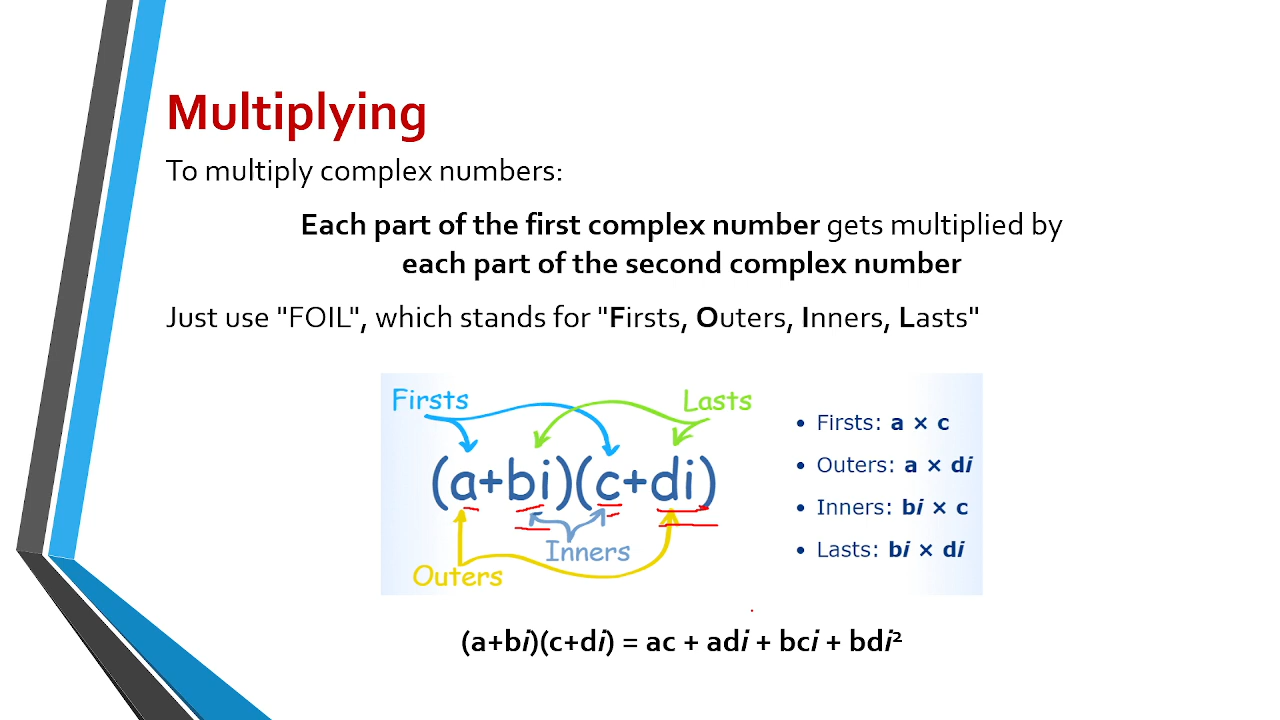 Multiplying
To multiply complex numbers:
Each part of the first complex number gets multiplied by
each part of the second complex number
Just use "FOIL", which stands for "Firsts, Outers, Inners, Lasts"
Firsts
Lasts
(a+bi)(c+di)
Inners
Outers
• Firsts: a × c
• Outers: a × di
• Inners: bi × c
• Lasts: bi × di
(a+bi)(c+di) = ac + adi + bci + bdi²